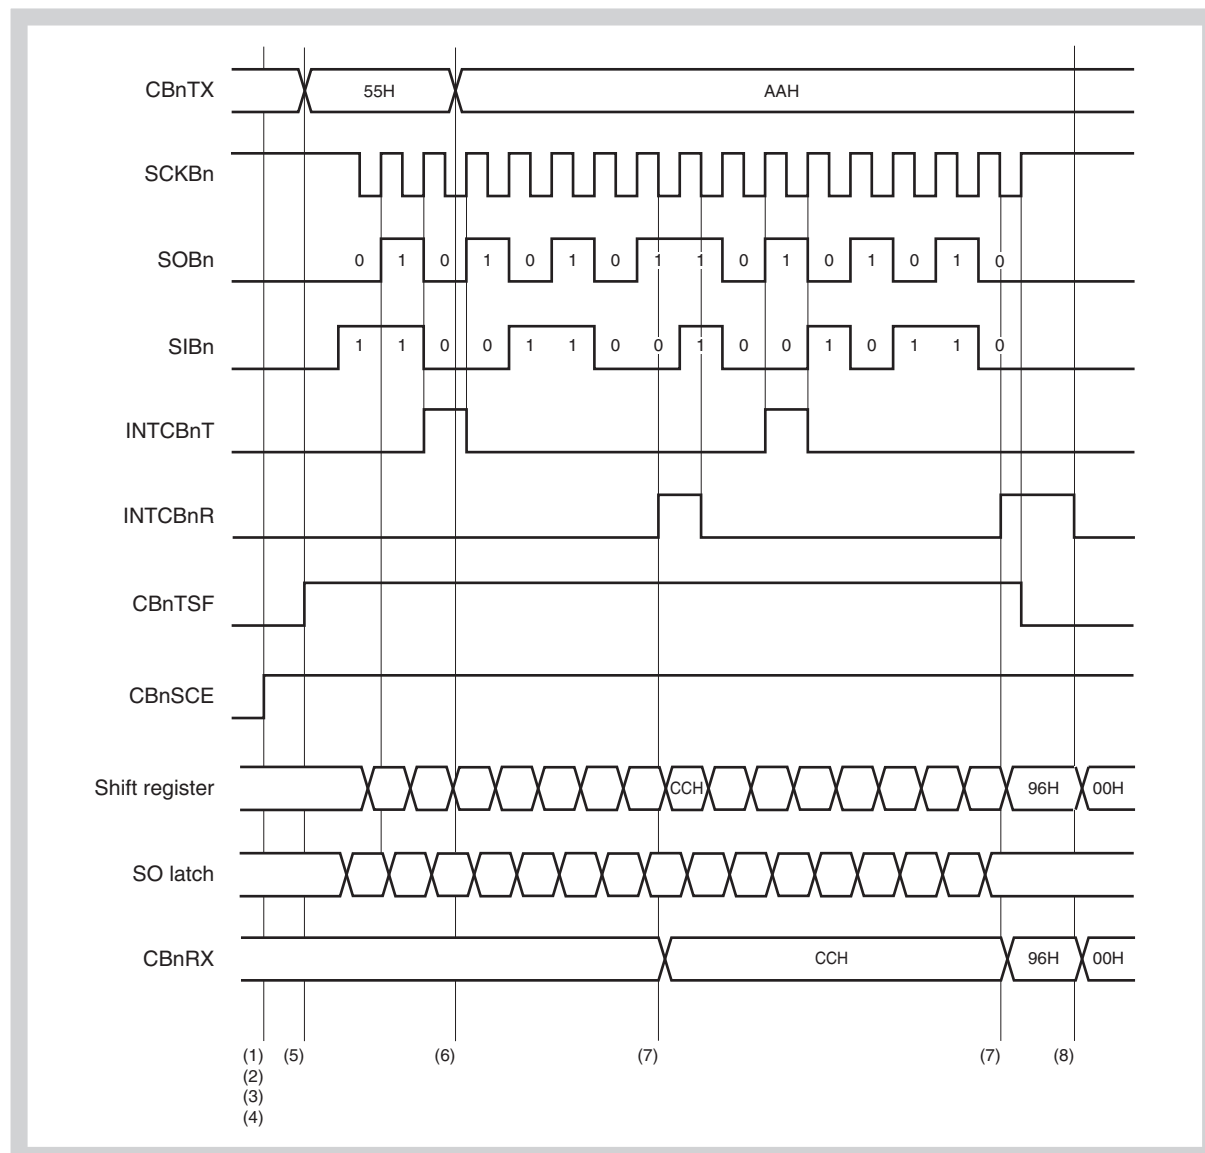 CBnTX 55H AAH
SCKBn
SOBn 0 1 0 1 0 1 0 1 1 0 1 0 1 0 1 0
SIBn 1 1 0 0 1 1 0 0 1 0 0 1 0 1 1 0
INTCBnT
INTCBnR
CBnTSF
CBnSCE
Shift register CCH 96H 00H
SO latch
CBnRX CCH 96H 00H
(1) (5) (6) (7) (7) (8)
(2)
(3)
(4)